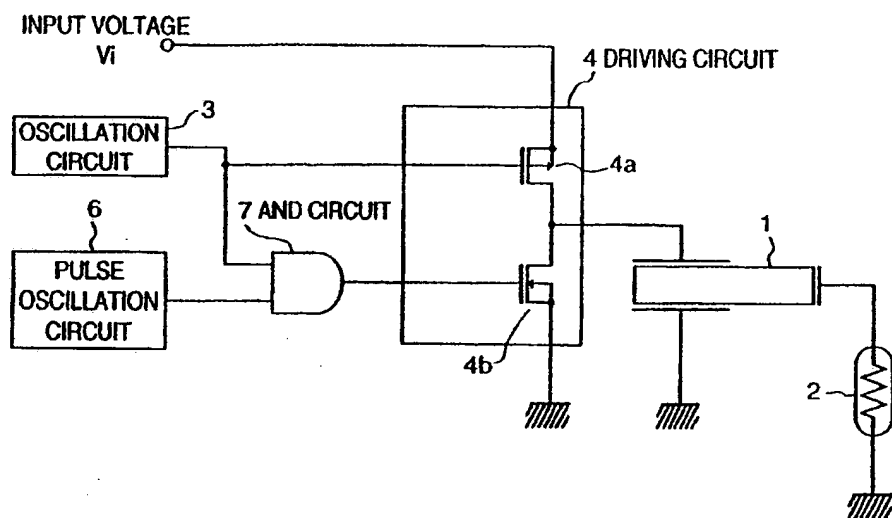 INPUT VOLTAGE
Vi
4 DRIVING CIRCUIT
3
OSCILLATION
CIRCUIT
4a
7 AND CIRCUIT
6
PULSE
OSCILLATION
CIRCUIT
1
4b
2